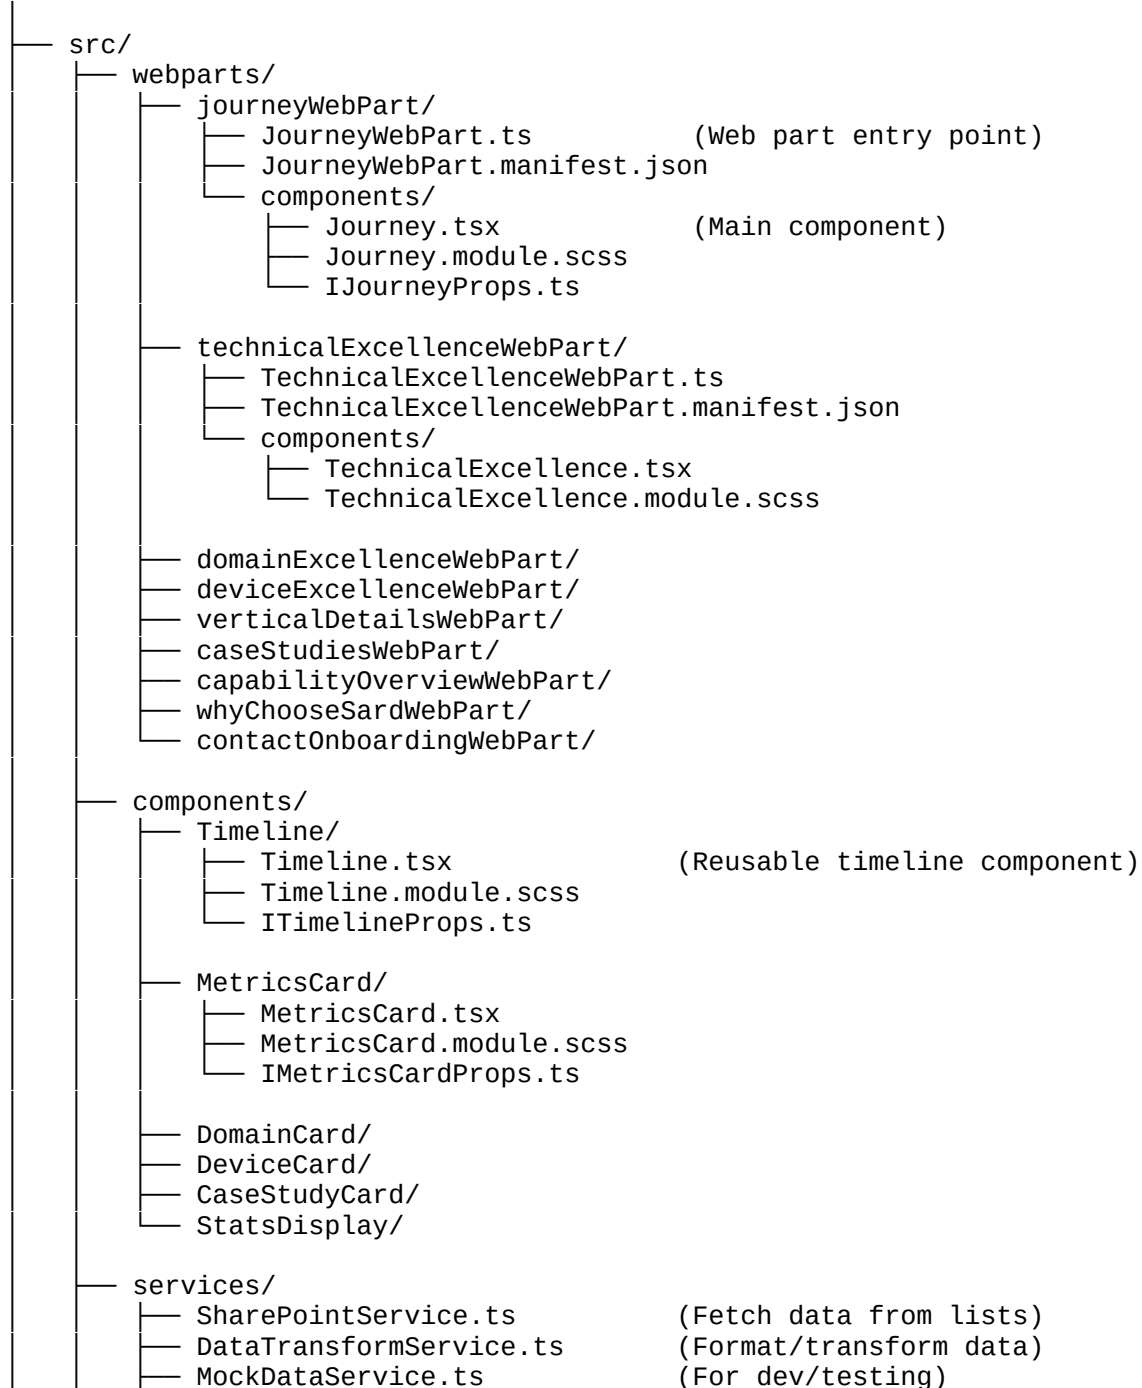 │
├── src/
│   ├── webparts/
│   │   ├── journeyWebPart/
│   │   │   ├── JourneyWebPart.ts          (Web part entry point)
│   │   │   ├── JourneyWebPart.manifest.json
│   │   │   └── components/
│   │   │       ├── Journey.tsx            (Main component)
│   │   │       ├── Journey.module.scss
│   │   │       └── IJourneyProps.ts
│   │   │
│   │   ├── technicalExcellenceWebPart/
│   │   │   ├── TechnicalExcellenceWebPart.ts
│   │   │   ├── TechnicalExcellenceWebPart.manifest.json
│   │   │   └── components/
│   │   │       ├── TechnicalExcellence.tsx
│   │   │       └── TechnicalExcellence.module.scss
│   │   │
│   │   ├── domainExcellenceWebPart/
│   │   ├── deviceExcellenceWebPart/
│   │   ├── verticalDetailsWebPart/
│   │   ├── caseStudiesWebPart/
│   │   ├── capabilityOverviewWebPart/
│   │   ├── whyChooseSardWebPart/
│   │   └── contactOnboardingWebPart/
│   │
│   ├── components/
│   │   ├── Timeline/
│   │   │   ├── Timeline.tsx              (Reusable timeline component)
│   │   │   ├── Timeline.module.scss
│   │   │   └── ITimelineProps.ts
│   │   │
│   │   ├── MetricsCard/
│   │   │   ├── MetricsCard.tsx
│   │   │   ├── MetricsCard.module.scss
│   │   │   └── IMetricsCardProps.ts
│   │   │
│   │   ├── DomainCard/
│   │   ├── DeviceCard/
│   │   ├── CaseStudyCard/
│   │   └── StatsDisplay/
│   │
│   ├── services/
│   │   ├── SharePointService.ts          (Fetch data from lists)
│   │   ├── DataTransformService.ts       (Format/transform data)
│   │   ├── MockDataService.ts            (For dev/testing)